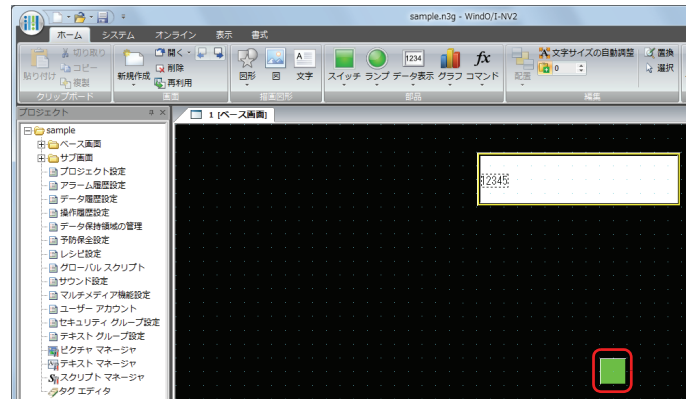 sample.n3g - WindO/I-NV2
ホーム システム オンライン 表示 書式
貼り付け 切り取り コピー 複製
クリップボード
新規作成 開く 削除 再利用
画面
図形 図 文字
描画図形
スイッチ ランプ データ表示 グラフ コマンド
1234 fx A
部品
配置 文字サイズの自動調整 0 置換 選択
編集
プロジェクト
1 [ベース画面]
sample
ベース画面
サブ画面
プロジェクト設定
アラーム履歴設定
データ履歴設定
操作履歴設定
データ保持領域の管理
予防保全設定
レシピ設定
グローバル スクリプト
サウンド設定
マルチメディア機能設定
ユーザー アカウント
セキュリティ グループ設定
テキスト グループ設定
ピクチャ マネージャ
テキスト マネージャ
スクリプト マネージャ
タグ エディタ
12345